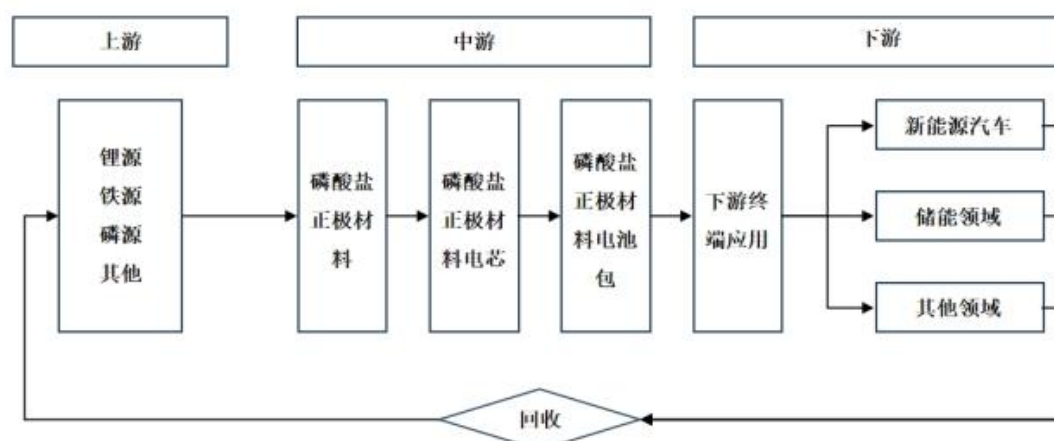 上游
中游
下游
锂源
铁源
磷源
其他
磷酸盐
正极材
料
磷酸盐
正极材
料电芯
磷酸盐
正极材
料电池
包
下游终
端应用
新能源汽车
储能领域
其他领域
回收